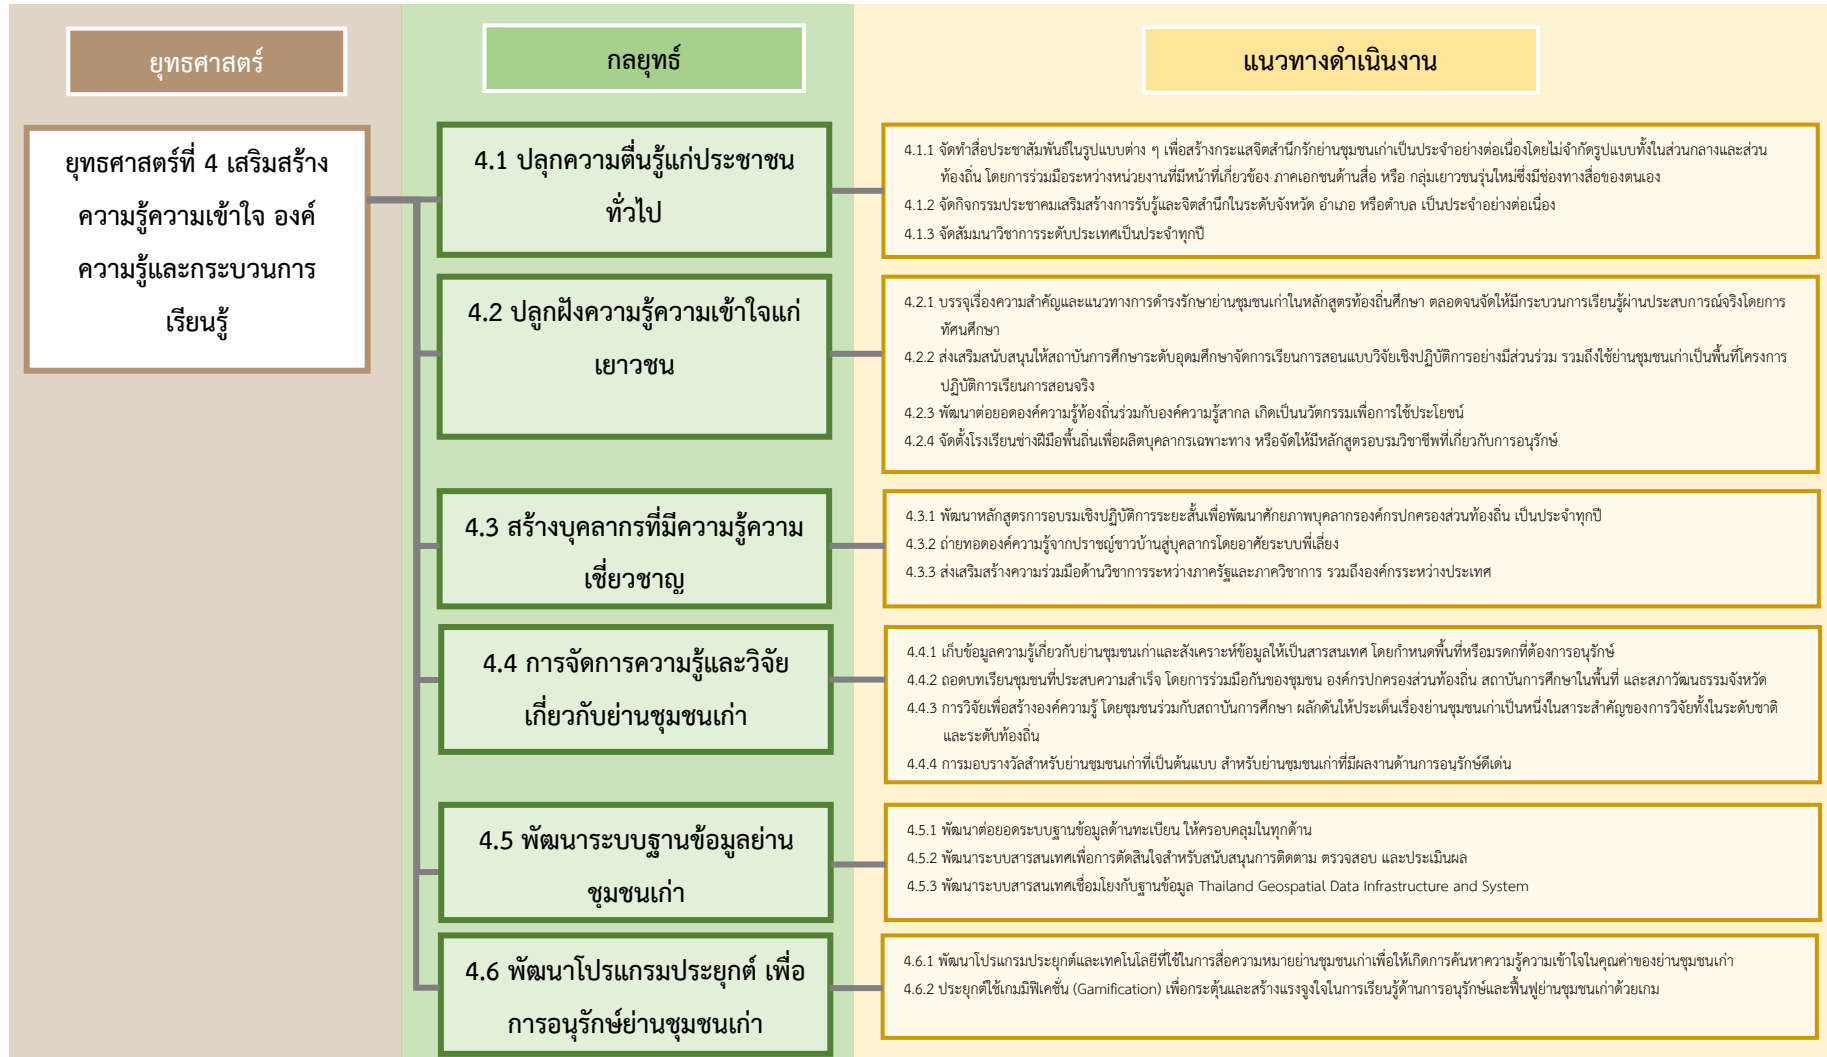 ยุทธศาสตร์
กลยุทธ์
แนวทางดำเนินงาน
ยุทธศาสตร์ที่ 4 เสริมสร้าง
ความรู้ความเข้าใจ องค์
ความรู้และกระบวนการ
เรียนรู้
4.1 ปลุกความตื่นรู้แก่ประชาชน
ทั่วไป
4.1.1 จัดทำสื่อประชาสัมพันธ์ในรูปแบบต่าง ๆ เพื่อสร้างกระแสจิตสำนึกรักย่านชุมชนเก่าเป็นประจำอย่างต่อเนื่องโดยไม่จำกัดรูปแบบทั้งในส่วนกลางและส่วน
ท้องถิ่น โดยการร่วมมือระหว่างหน่วยงานที่มีหน้าที่เกี่ยวข้อง ภาคเอกชนด้านสื่อ หรือ กลุ่มเยาวชนรุ่นใหม่ซึ่งมีช่องทางสื่อของตนเอง
4.1.2 จัดกิจกรรมประชาคมเสริมสร้างการรับรู้และจิตสำนึกในระดับจังหวัด อำเภอ หรือตำบล เป็นประจำอย่างต่อเนื่อง
4.1.3 จัดสัมมนาวิชาการระดับประเทศเป็นประจำทุกปี
4.2 ปลูกฝังความรู้ความเข้าใจแก่
เยาวชน
4.2.1 บรรจุเรื่องความสำคัญและแนวทางการดำรงรักษาย่านชุมชนเก่าในหลักสูตรท้องถิ่นศึกษา ตลอดจนจัดให้มีกระบวนการเรียนรู้ผ่านประสบการณ์จริงโดยการ
ทัศนศึกษา
4.2.2 ส่งเสริมสนับสนุนให้สถาบันการศึกษาระดับอุดมศึกษาจัดการเรียนการสอนแบบวิจัยเชิงปฏิบัติการอย่างมีส่วนร่วม รวมถึงใช้ย่านชุมชนเก่าเป็นพื้นที่โครงการ
ปฏิบัติการเรียนการสอนจริง
4.2.3 พัฒนาต่อยอดองค์ความรู้ท้องถิ่นร่วมกับองค์ความรู้สากล เกิดเป็นนวัตกรรมเพื่อการใช้ประโยชน์
4.2.4 จัดตั้งโรงเรียนช่างฝีมือพื้นถิ่นเพื่อผลิตบุคลากรเฉพาะทาง หรือจัดให้มีหลักสูตรอบรมวิชาชีพที่เกี่ยวกับการอนุรักษ์
4.3 สร้างบุคลากรที่มีความรู้ความ
เชี่ยวชาญ
4.3.1 พัฒนาหลักสูตรการอบรมเชิงปฏิบัติการระยะสั้นเพื่อพัฒนาศักยภาพบุคลากรองค์กรปกครองส่วนท้องถิ่น เป็นประจำทุกปี
4.3.2 ถ่ายทอดองค์ความรู้จากปราชญ์ชาวบ้านสู่บุคลากรโดยอาศัยระบบพี่เลี้ยง
4.3.3 ส่งเสริมสร้างความร่วมมือด้านวิชาการระหว่างภาครัฐและภาควิชาการ รวมถึงองค์กรระหว่างประเทศ
4.4 การจัดการความรู้และวิจัย
เกี่ยวกับย่านชุมชนเก่า
4.4.1 เก็บข้อมูลความรู้เกี่ยวกับย่านชุมชนเก่าและสังเคราะห์ข้อมูลให้เป็นสารสนเทศ โดยกำหนดพื้นที่หรือมรดกที่ต้องการอนุรักษ์
4.4.2 ถอดบทเรียนชุมชนที่ประสบความสำเร็จ โดยการร่วมมือกันของชุมชน องค์กรปกครองส่วนท้องถิ่น สถาบันการศึกษาในพื้นที่ และสภาวัฒนธรรมจังหวัด
4.4.3 การวิจัยเพื่อสร้างองค์ความรู้ โดยชุมชนร่วมกับสถาบันการศึกษา ผลักดันให้ประเด็นเรื่องย่านชุมชนเก่าเป็นหนึ่งในสาระสำคัญของการวิจัยทั้งในระดับชาติ
และระดับท้องถิ่น
4.4.4 การมอบรางวัลสำหรับย่านชุมชนเก่าที่เป็นต้นแบบ สำหรับย่านชุมชนเก่าที่มีผลงานด้านการอนุรักษ์ดีเด่น
4.5 พัฒนาระบบฐานข้อมูลย่าน
ชุมชนเก่า
4.5.1 พัฒนาต่อยอดระบบฐานข้อมูลด้านทะเบียน ให้ครอบคลุมในทุกด้าน
4.5.2 พัฒนาระบบสารสนเทศเพื่อการตัดสินใจสำหรับสนับสนุนการติดตาม ตรวจสอบ และประเมินผล
4.5.3 พัฒนาระบบสารสนเทศเชื่อมโยงกับฐานข้อมูล Thailand Geospatial Data Infrastructure and System
4.6 พัฒนาโปรแกรมประยุกต์ เพื่อ
การอนุรักษ์ย่านชุมชนเก่า
4.6.1 พัฒนาโปรแกรมประยุกต์และเทคโนโลยีที่ใช้ในการสื่อความหมายย่านชุมชนเก่าเพื่อให้เกิดการค้นหาความรู้ความเข้าใจในคุณค่าของย่านชุมชนเก่า
4.6.2 ประยุกต์ใช้เกมมิฟิเคชั่น (Gamification) เพื่อกระตุ้นและสร้างแรงจูงใจในการเรียนรู้ด้านการอนุรักษ์และฟื้นฟูย่านชุมชนเก่าด้วยเกม